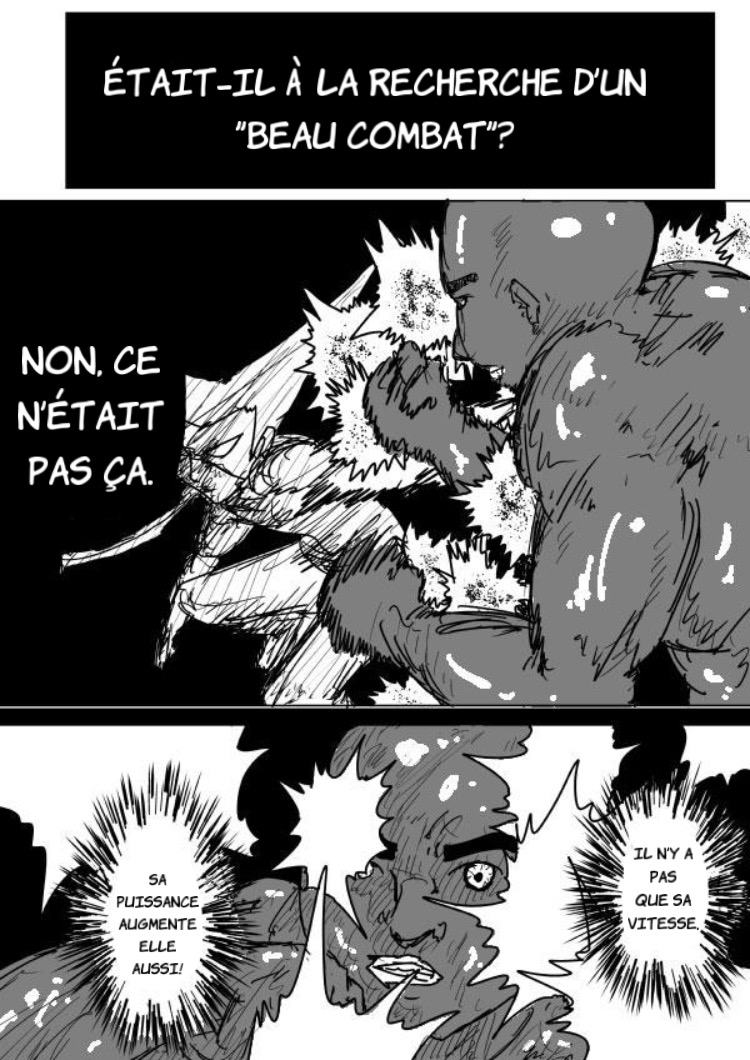 ÉTAIT-IL À LA RECHERCHE D'UN
"BEAU COMBAT"?
NON, CE
N'ÉTAIT
PAS ÇA.
IL N'Y A
PAS
QUE SA
VITESSE.
SA
PUISSANCE
AUGMENTE
ELLE
AUSSI!